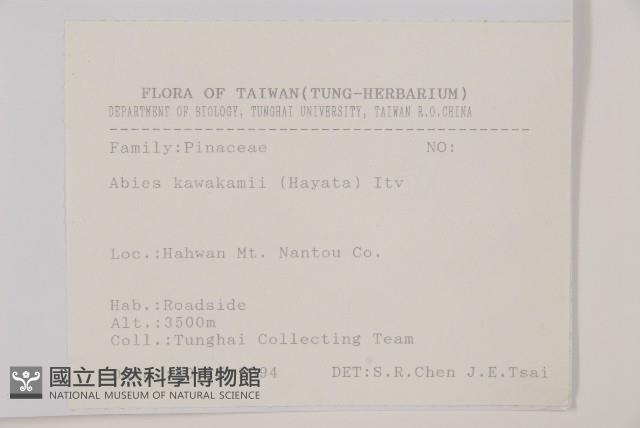 FLORA OF TAIWAN(TUNG-HERBARIUM)
DEPARTMENT OF BIOLOGY, TUNGHAI UNIVERSITY, TAIWAN R.O.CHINA
Family:Pinaceae NO:
Abies kawakamii (Hayata) Itv
Loc.:Hahwan Mt. Nantou Co.
Hab.:Roadside
Alt.:3500m
Coll.:Tunghai Collecting Team
94 DET:S.R.Chen J.E.Tsai
國立自然科學博物館
NATIONAL MUSEUM OF NATURAL SCIENCE